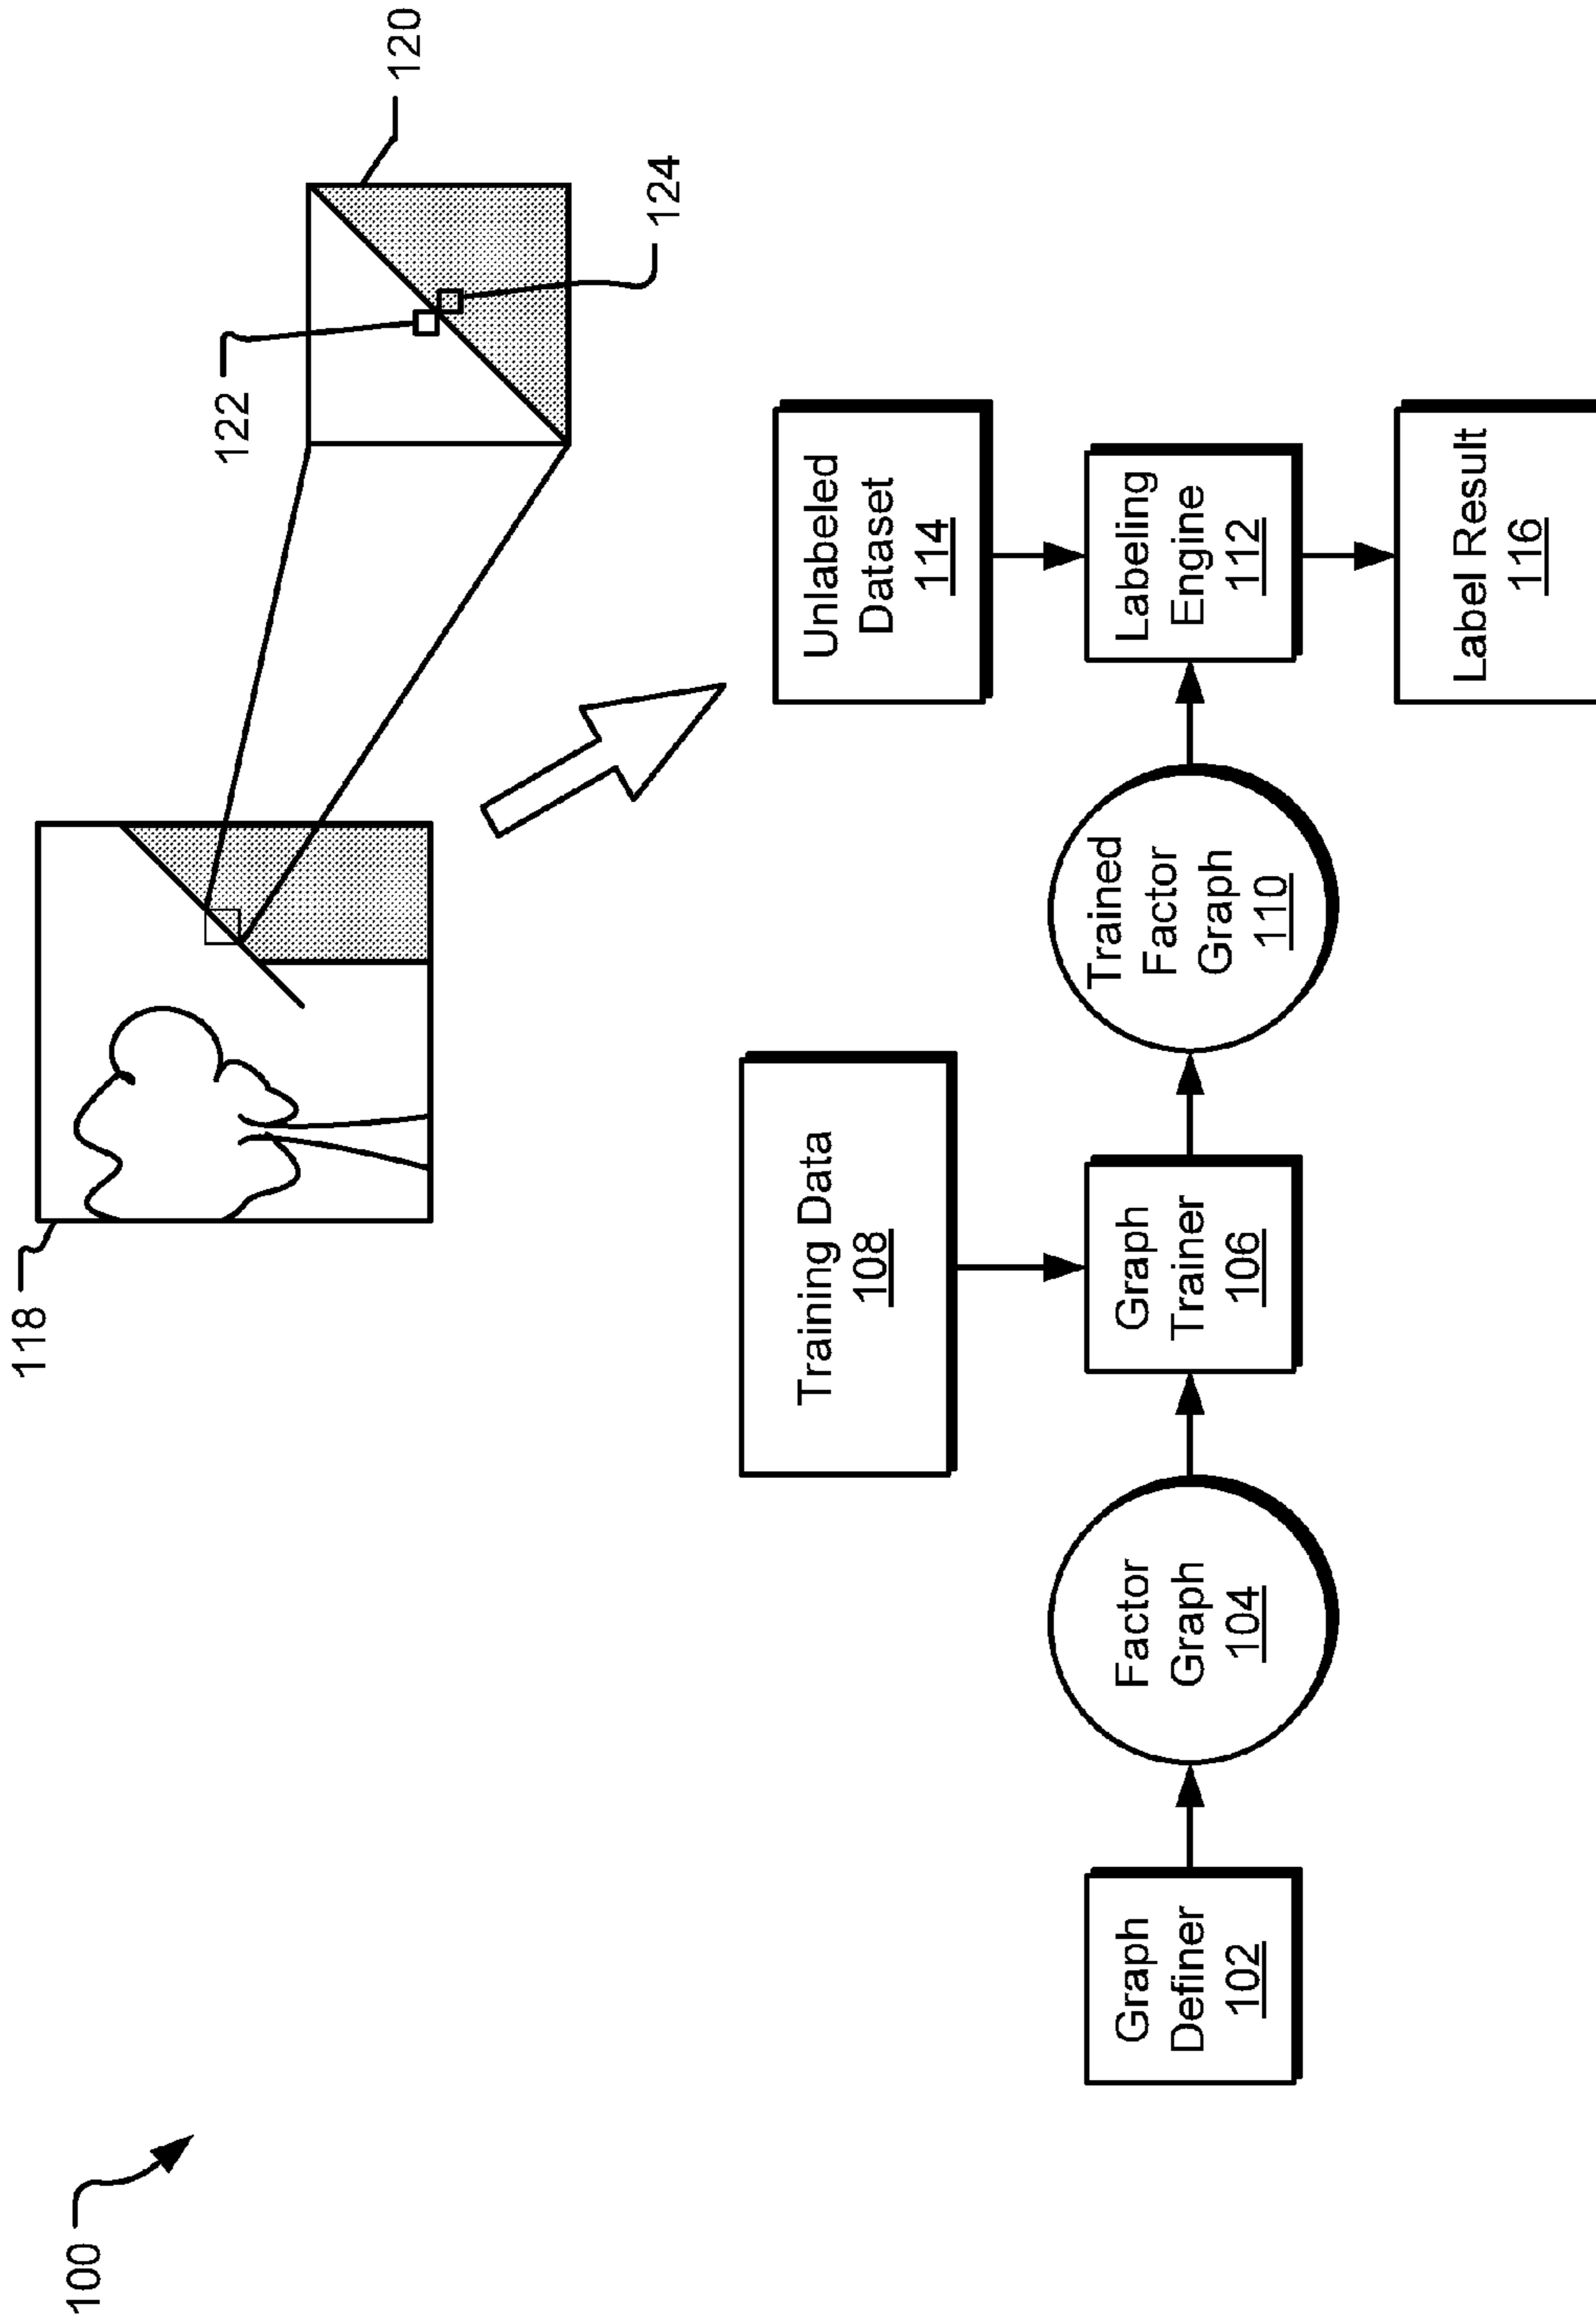 100
118
120
122
124
Training Data
108
Unlabeled
Dataset
114
Graph
Definer
102
Factor
Graph
104
Graph
Trainer
106
Trained
Factor
Graph
110
Labeling
Engine
112
Label Result
116